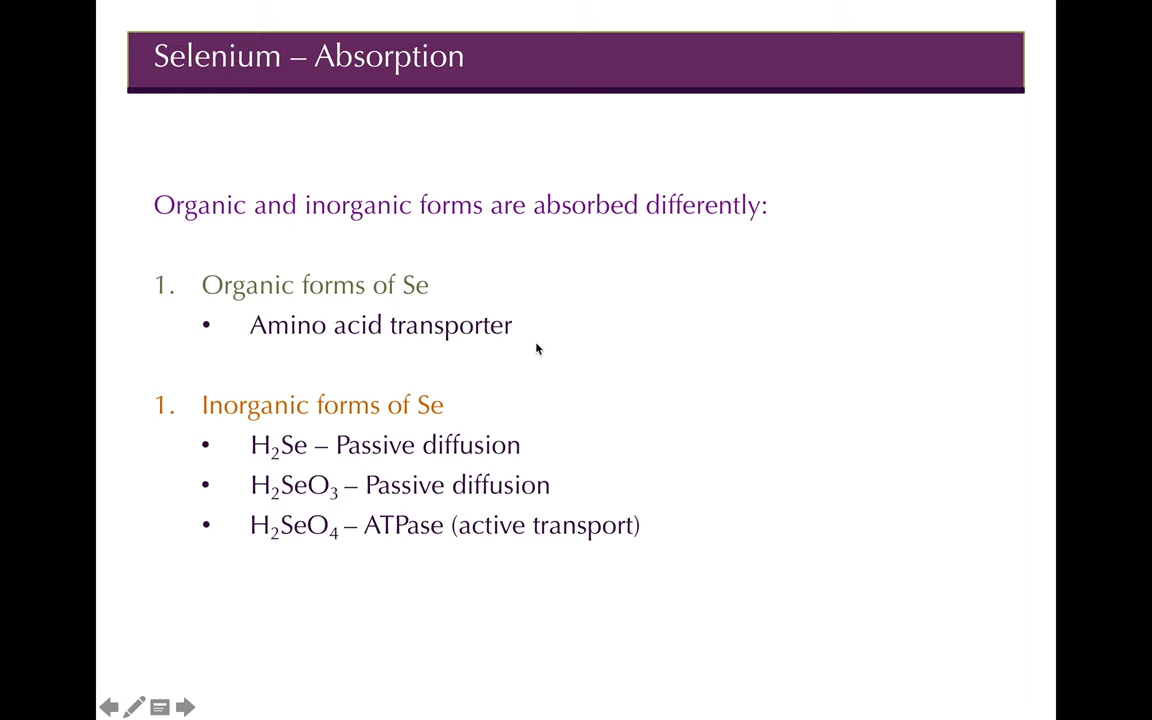 Selenium – Absorption
Organic and inorganic forms are absorbed differently:
1. Organic forms of Se
• Amino acid transporter
1. Inorganic forms of Se
• H₂Se – Passive diffusion
• H₂SeO₃ – Passive diffusion
• H₂SeO₄ – ATPase (active transport)